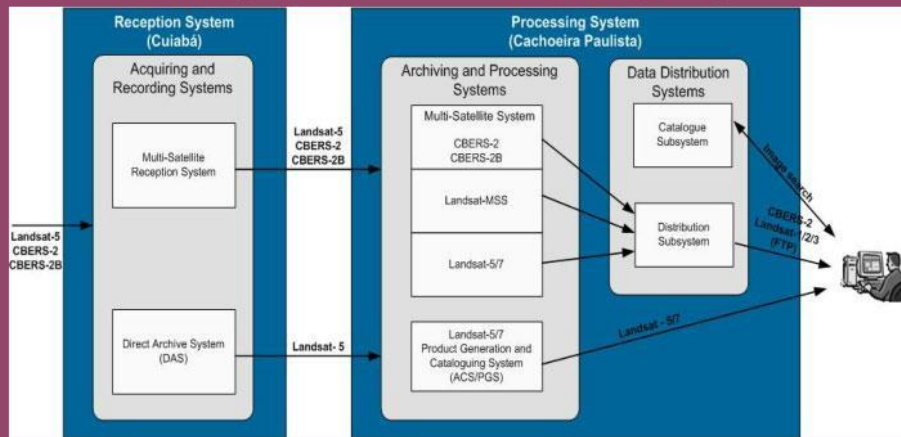 Reception System
(Cuiabá)
Processing System
(Cachoeira Paulista)
Acquiring and
Recording Systems
Archiving and Processing
Systems
Data Distribution
Systems
Multi-Satellite
Reception System
Landsat-5
CBERS-2
CBERS-2B
Multi-Satellite System
CBERS-2
CBERS-2B
Landsat-MSS
Landsat-5/7
Catalogue
Subsystem
Distribution
Subsystem
Image search
CBERS-2
Landsat-1/2/3
(FTP)
Landsat-5
CBERS-2
CBERS-2B
Direct Archive System
(DAS)
Landsat- 5
Landsat-5/7
Product Generation and
Cataloguing System
(ACS/PGS)
Landsat - 5/7